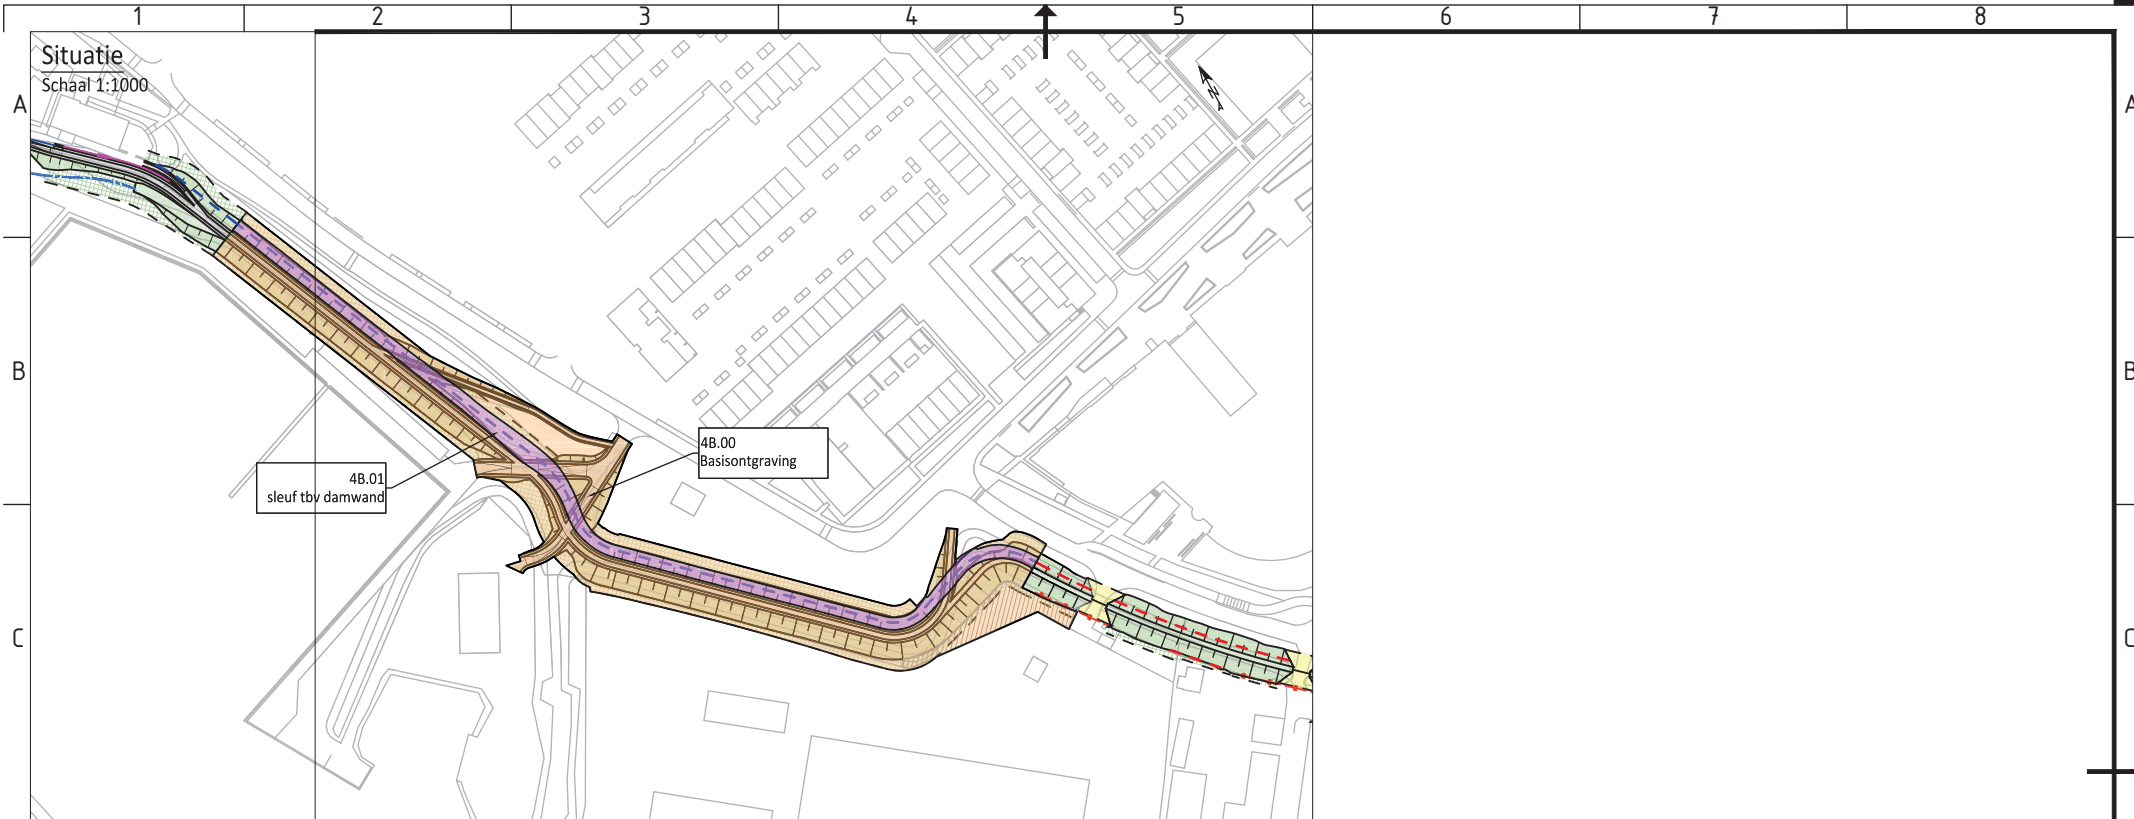 1 2 3 4 5 6 7 8
Situatie
Schaal 1:1000
A A
N
B B
4B.00
Basisontgraving
4B.01
sleuf tbv damwand
C C